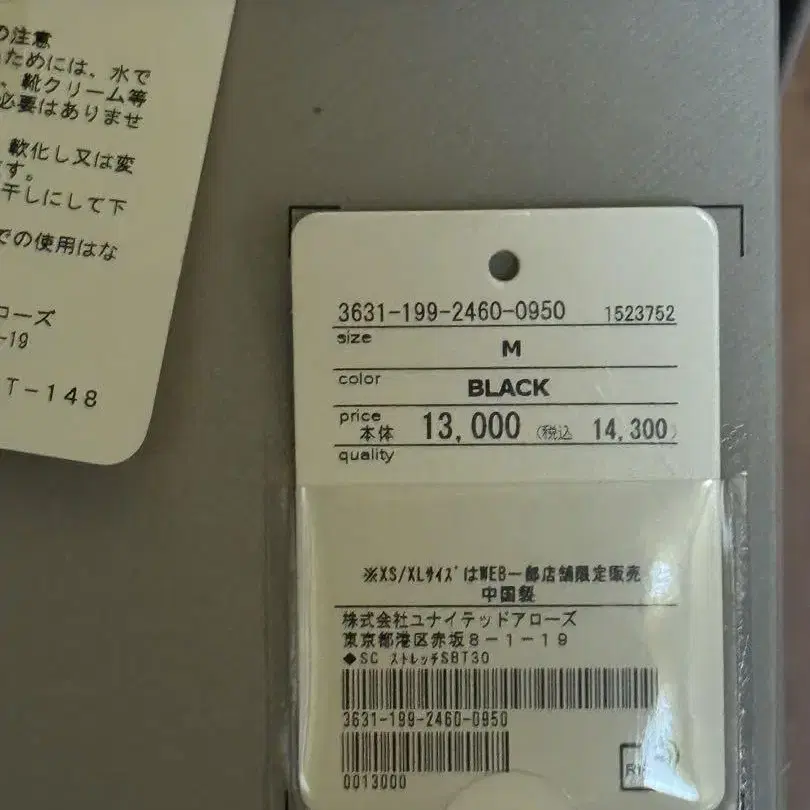 の注意
ためには、水で
、靴クリーム等
必要はありませ
軟化し又は変
す。
干しにして下
での使用はな
ローズ
-19
T-148
3631-199-2460-0950 1523752
size
M
color
BLACK
price
本体 13,000 (税込 14,300)
quality
※XS/XLサイズはWEB一部店舗限定販売
中国製
株式会社ユナイテッドアローズ
東京都港区赤坂8-1-19
◆SC ストレッチSBT30
3631-199-2460-0950
0013000